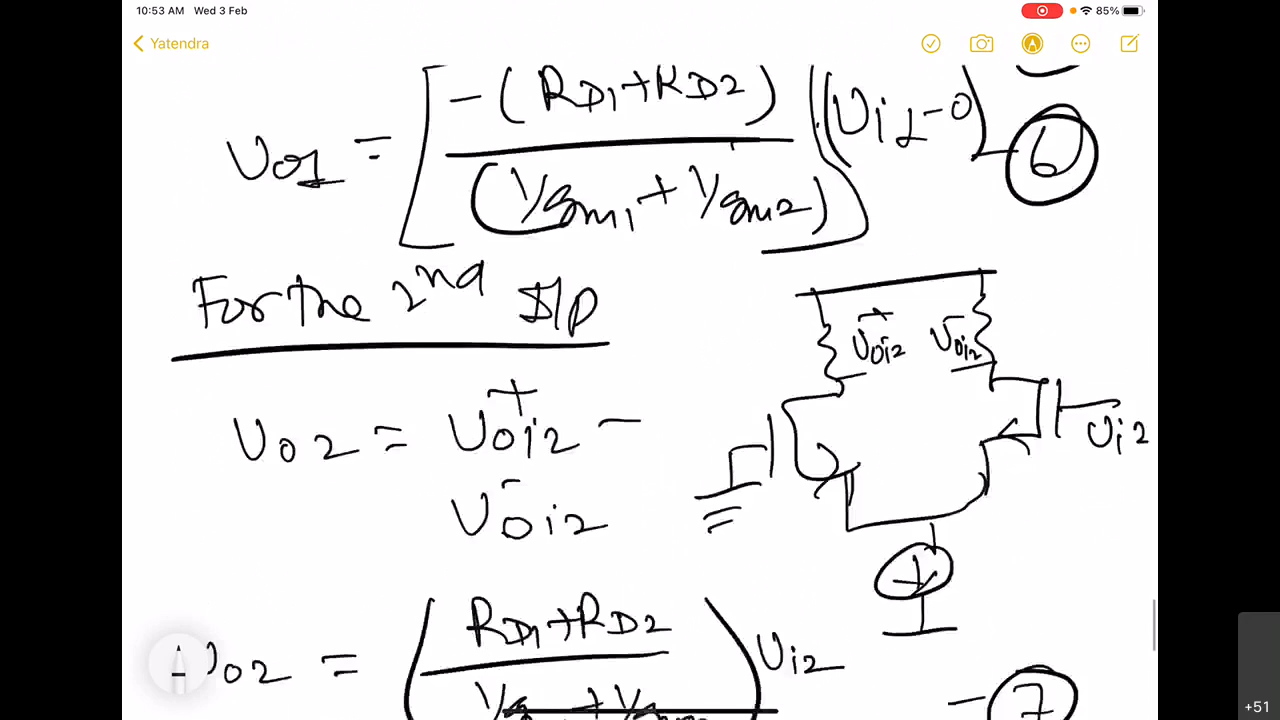 10:53 AM Wed 3 Feb
85%
Yatendra
Vo1 = [-(RD1+RD2) / (1/gm1 + 1/gm2)] (Vi2-0) - 6
For the 2nd I/P
Vo2 = V+oi2 -
V-oi2
V+oi2 V-oi2
Vi2
Vo2 = (RD1+RD2 / 1/gm1 + 1/gm2) Vi2 - 7
+51